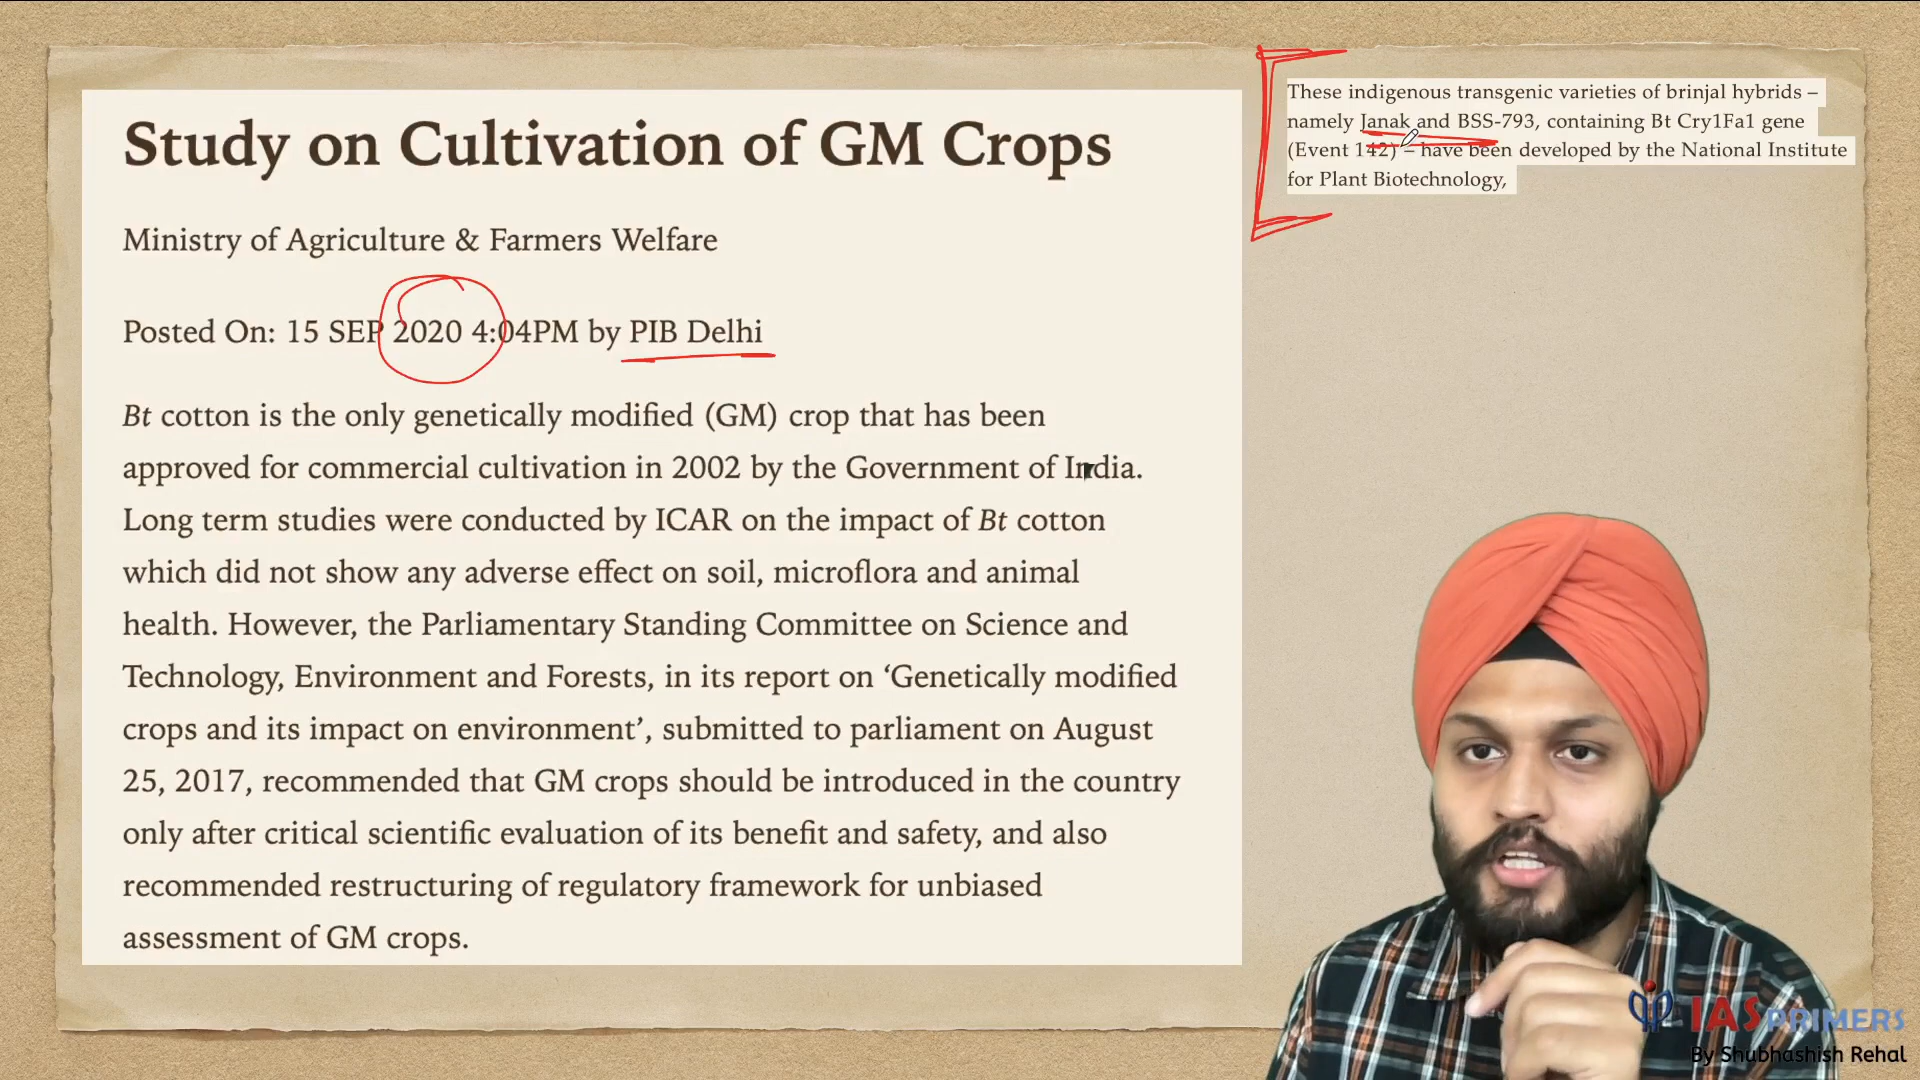 Study on Cultivation of GM Crops
Ministry of Agriculture & Farmers Welfare
Posted On: 15 SEP 2020 4:04PM by PIB Delhi
Bt cotton is the only genetically modified (GM) crop that has been
approved for commercial cultivation in 2002 by the Government of India.
Long term studies were conducted by ICAR on the impact of Bt cotton
which did not show any adverse effect on soil, microflora and animal
health. However, the Parliamentary Standing Committee on Science and
Technology, Environment and Forests, in its report on ‘Genetically modified
crops and its impact on environment’, submitted to parliament on August
25, 2017, recommended that GM crops should be introduced in the country
only after critical scientific evaluation of its benefit and safety, and also
recommended restructuring of regulatory framework for unbiased
assessment of GM crops.
These indigenous transgenic varieties of brinjal hybrids –
namely Janak and BSS-793, containing Bt Cry1Fa1 gene
(Event 142) – have been developed by the National Institute
for Plant Biotechnology,
IAS PRIMERS
By Shubhashish Rehal